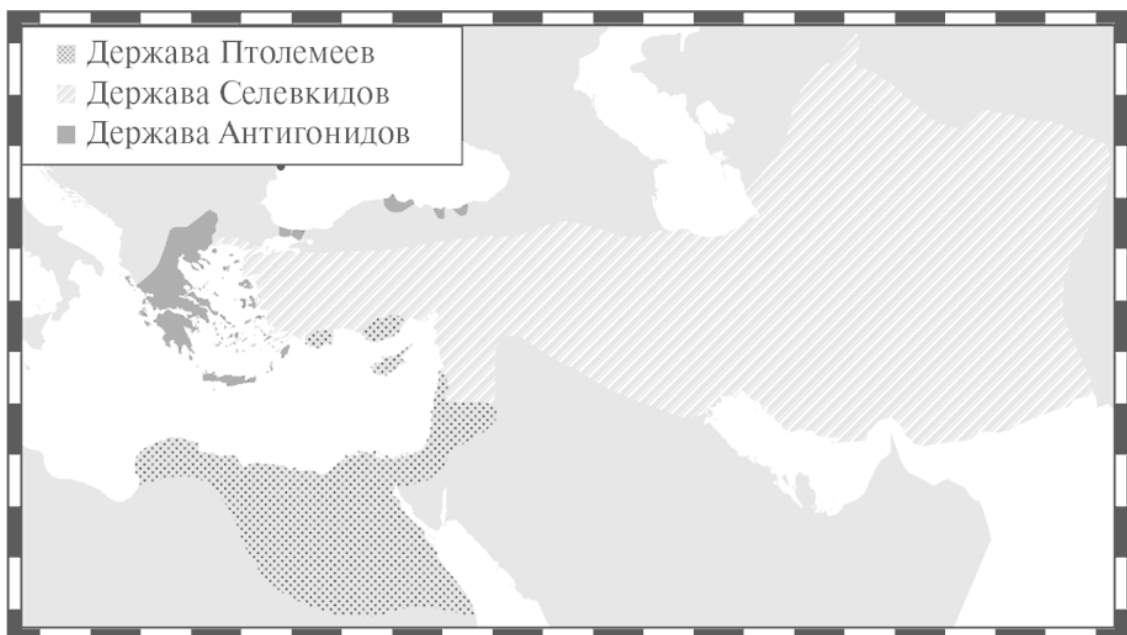 Держава Птолемеев
Держава Селевкидов
Держава Антигонидов